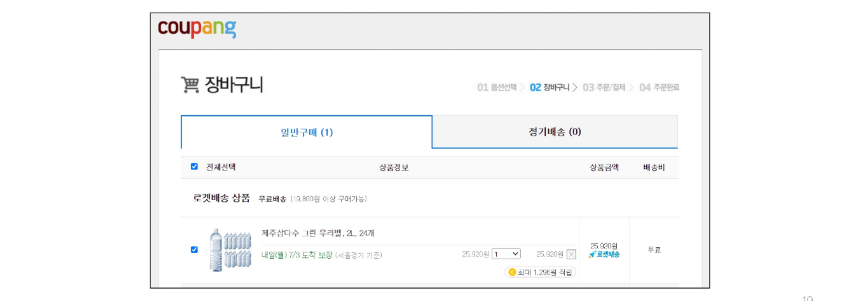 coupang
장바구니
01 옵션선택 > 02 장바구니 > 03 주문/결제 > 04 주문완료
일반구매 (1)
정기배송 (0)
전체선택 상품정보 상품금액 배송비
로켓배송 상품 무료배송 (19,800원 이상 구매가능)
제주삼다수 그린 무라벨, 2L, 24개
내일(월) 7/3 도착 보장 (서울경기 기준)
25,920원 1 25,920원
최대 1,296원 적립
25,920원
로켓배송
무료
19